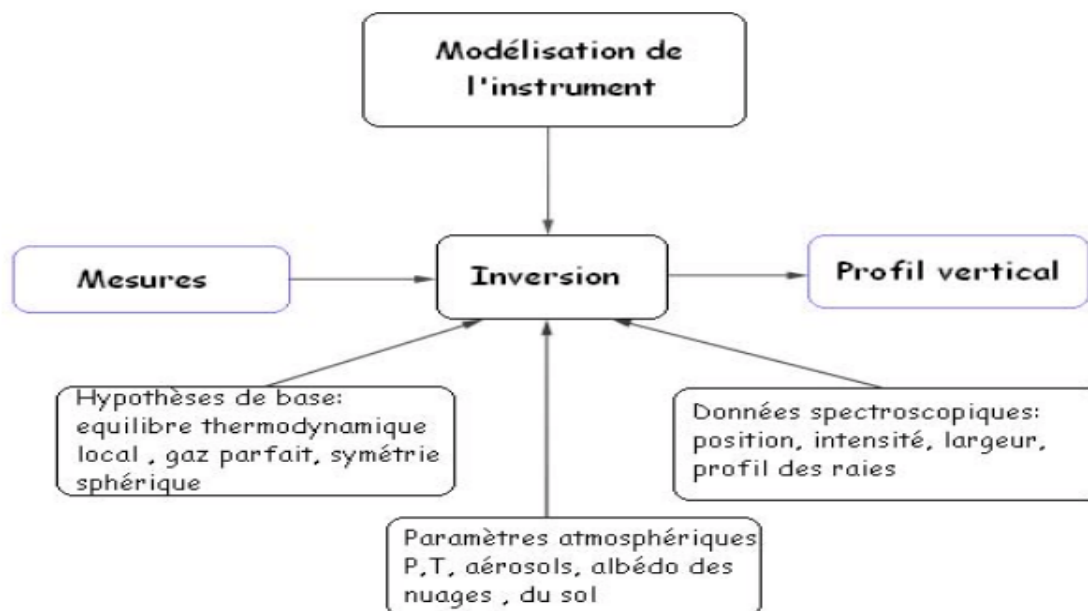 Modélisation de
l'instrument
Mesures
Inversion
Profil vertical
Hypothèses de base:
equilibre thermodynamique
local , gaz parfait, symétrie
sphérique
Données spectroscopiques:
position, intensité, largeur,
profil des raies
Paramètres atmosphériques
P,T, aérosols, albédo des
nuages , du sol